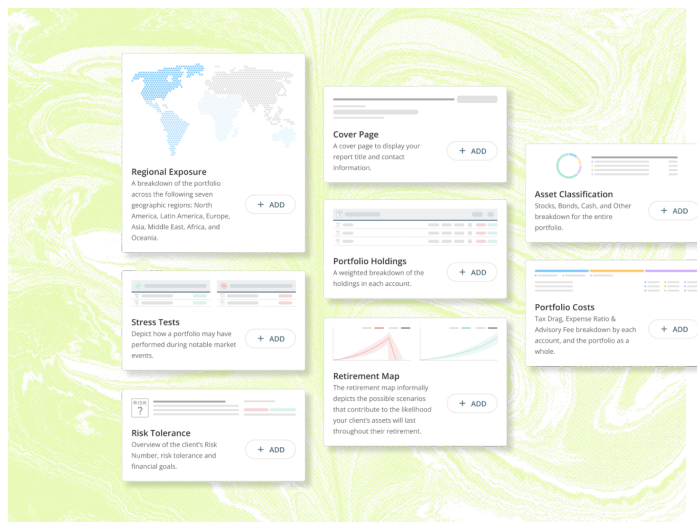 Regional Exposure
A breakdown of the portfolio
across the following seven
geographic regions: North
America, Latin America, Europe,
Asia, Middle East, Africa, and
Oceania.
+ ADD
Stress Tests
Depict how a portfolio may have
performed during notable market
events.
+ ADD
?
Risk Tolerance
Overview of the client's Risk
Number, risk tolerance and
financial goals.
+ ADD
Cover Page
A cover page to display your
report title and contact
information.
+ ADD
Portfolio Holdings
A weighted breakdown of the
holdings in each account.
+ ADD
Retirement Map
The retirement map informally
depicts the possible scenarios
that contribute to the likelihood
your client's assets will last
throughout their retirement.
+ ADD
Asset Classification
Stocks, Bonds, Cash, and Other
breakdown for the entire
portfolio.
+ ADD
Portfolio Costs
Tax Drag, Expense Ratio &
Advisory Fee breakdown by each
account, and the portfolio as a
whole.
+ ADD